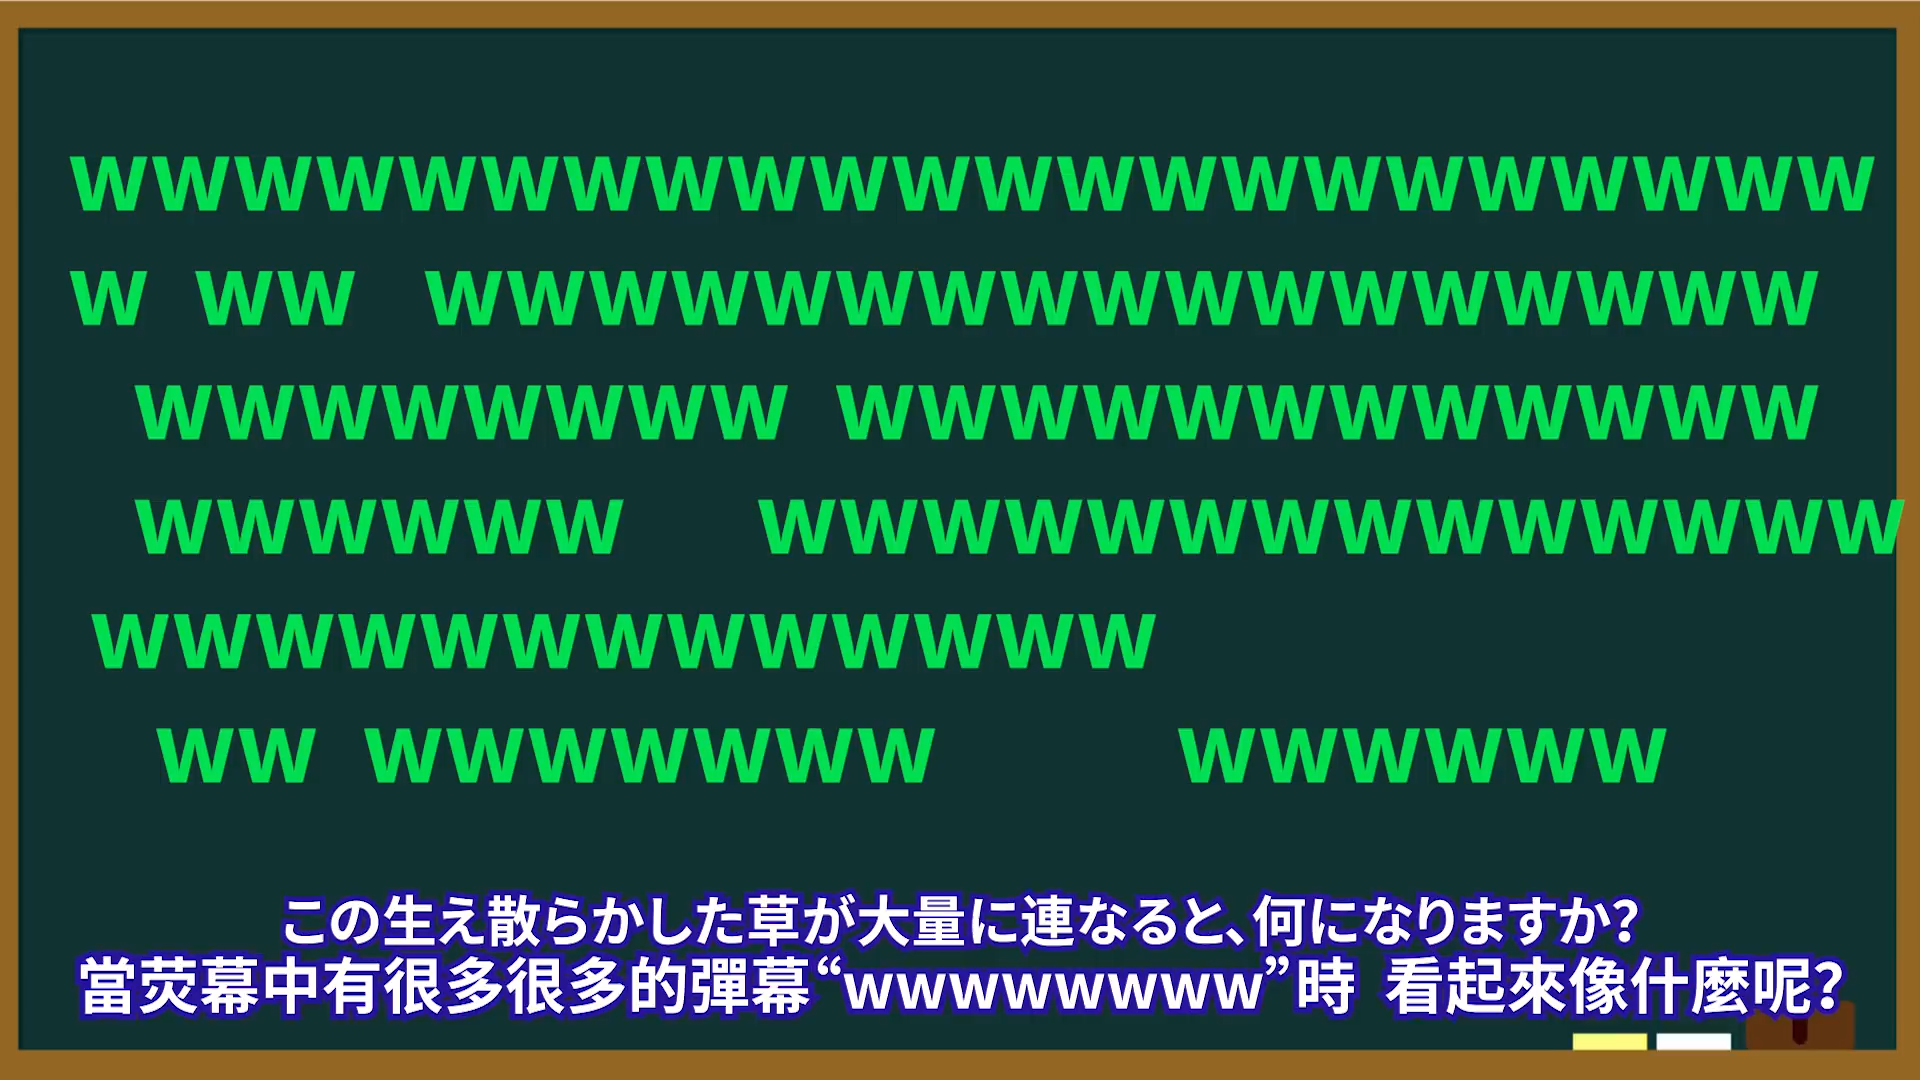 wwwwwwwwwwwwwwwwwwwwww
w ww wwwwwwwwwwwwwwwww
wwwwwwww wwwwwwwwwwww
wwwwww wwwwwwwwwwwwww
wwwwwwwwwwwww
ww wwwwwww wwwwww
この生え散らかした草が大量に連なると、何になりますか?
當荧幕中有很多很多的彈幕“wwwwwwww”時 看起來像什麼呢?